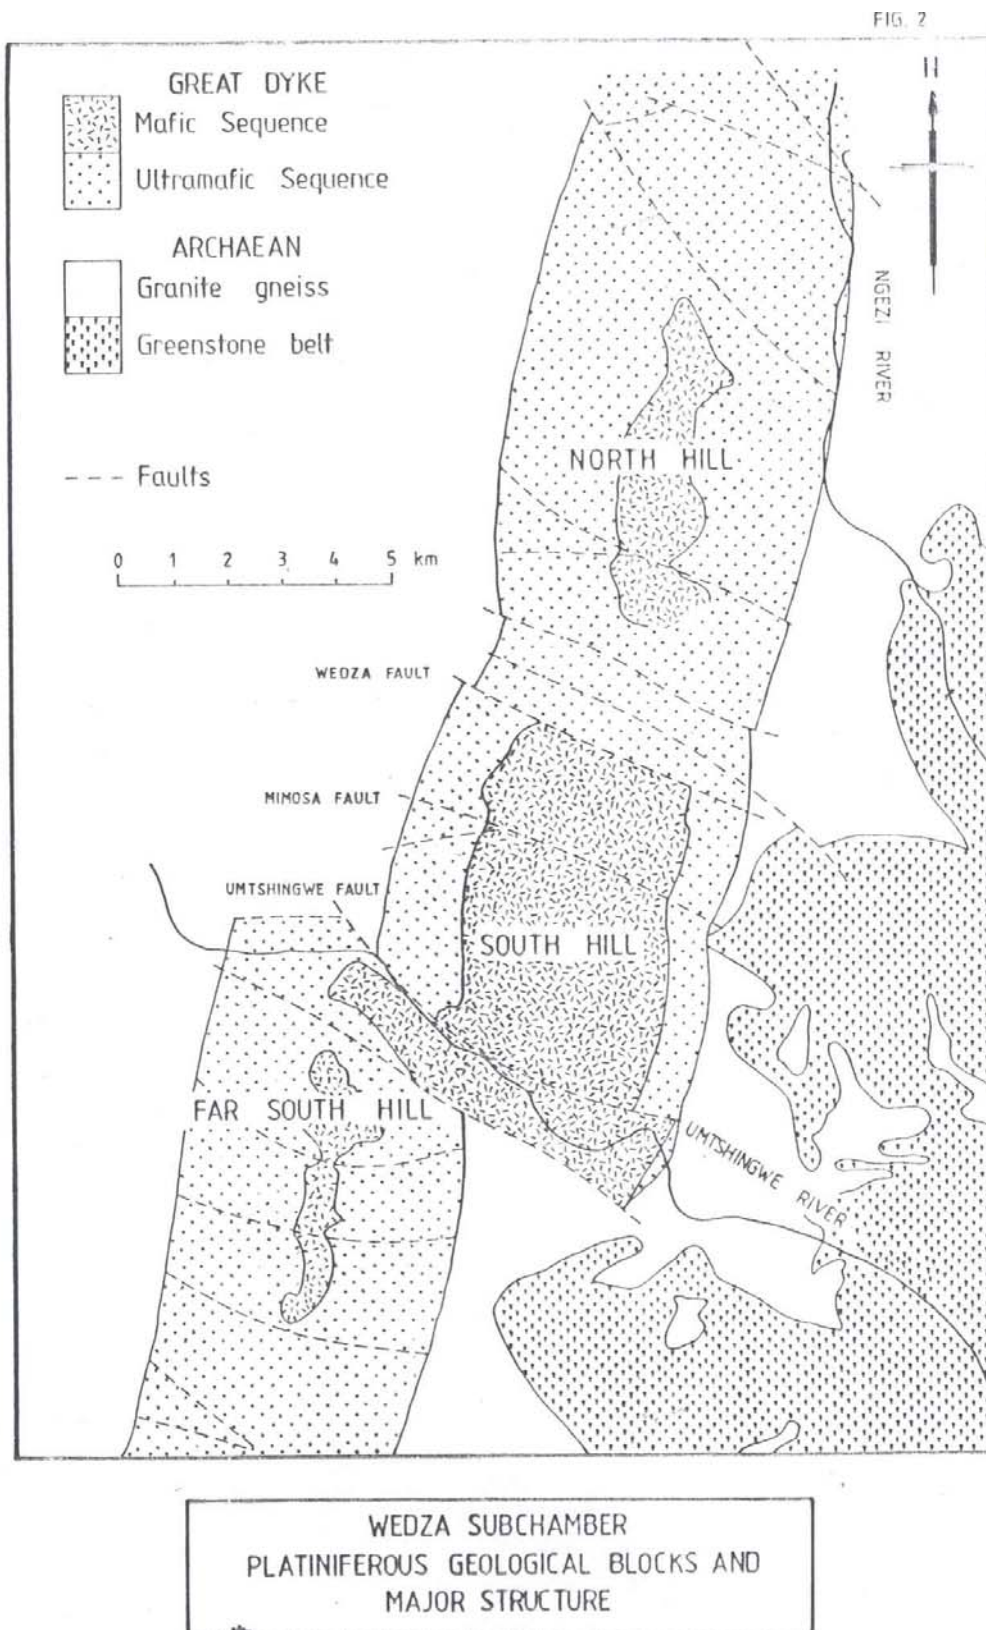 FIG. 2
GREAT DYKE
Mafic Sequence
Ultramafic Sequence
ARCHAEAN
Granite gneiss
Greenstone belt
Faults
0 1 2 3 4 5 km
NGEZI RIVER
NORTH HILL
WEDZA FAULT
MIMOSA FAULT
UMTSHINGWE FAULT
SOUTH HILL
FAR SOUTH HILL
UMTSHINGWE RIVER
WEDZA SUBCHAMBER
PLATINIFEROUS GEOLOGICAL BLOCKS AND
MAJOR STRUCTURE